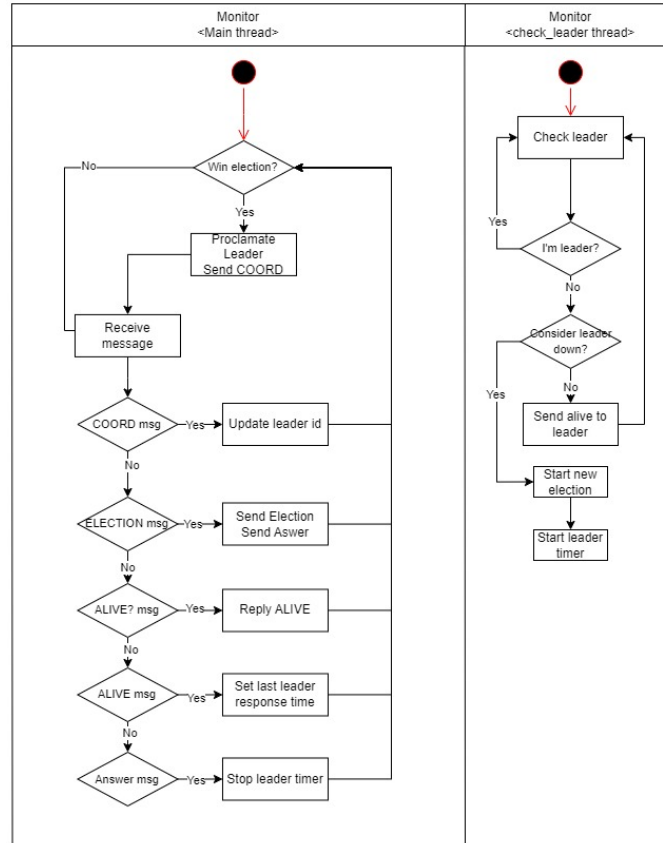 Monitor
<Main thread>
Monitor
<check_leader thread>
Win election?
No
Yes
Proclamate
Leader
Send COORD
Receive
message
COORD msg
Yes
Update leader id
No
ELECTION msg
Yes
Send Election
Send Aswer
No
ALIVE? msg
Yes
Reply ALIVE
No
ALIVE msg
Yes
Set last leader
response time
No
Answer msg
Yes
Stop leader timer
Check leader
Yes
I'm leader?
No
Consider leader
down?
Yes
No
Send alive to
leader
Start new
election
Start leader
timer